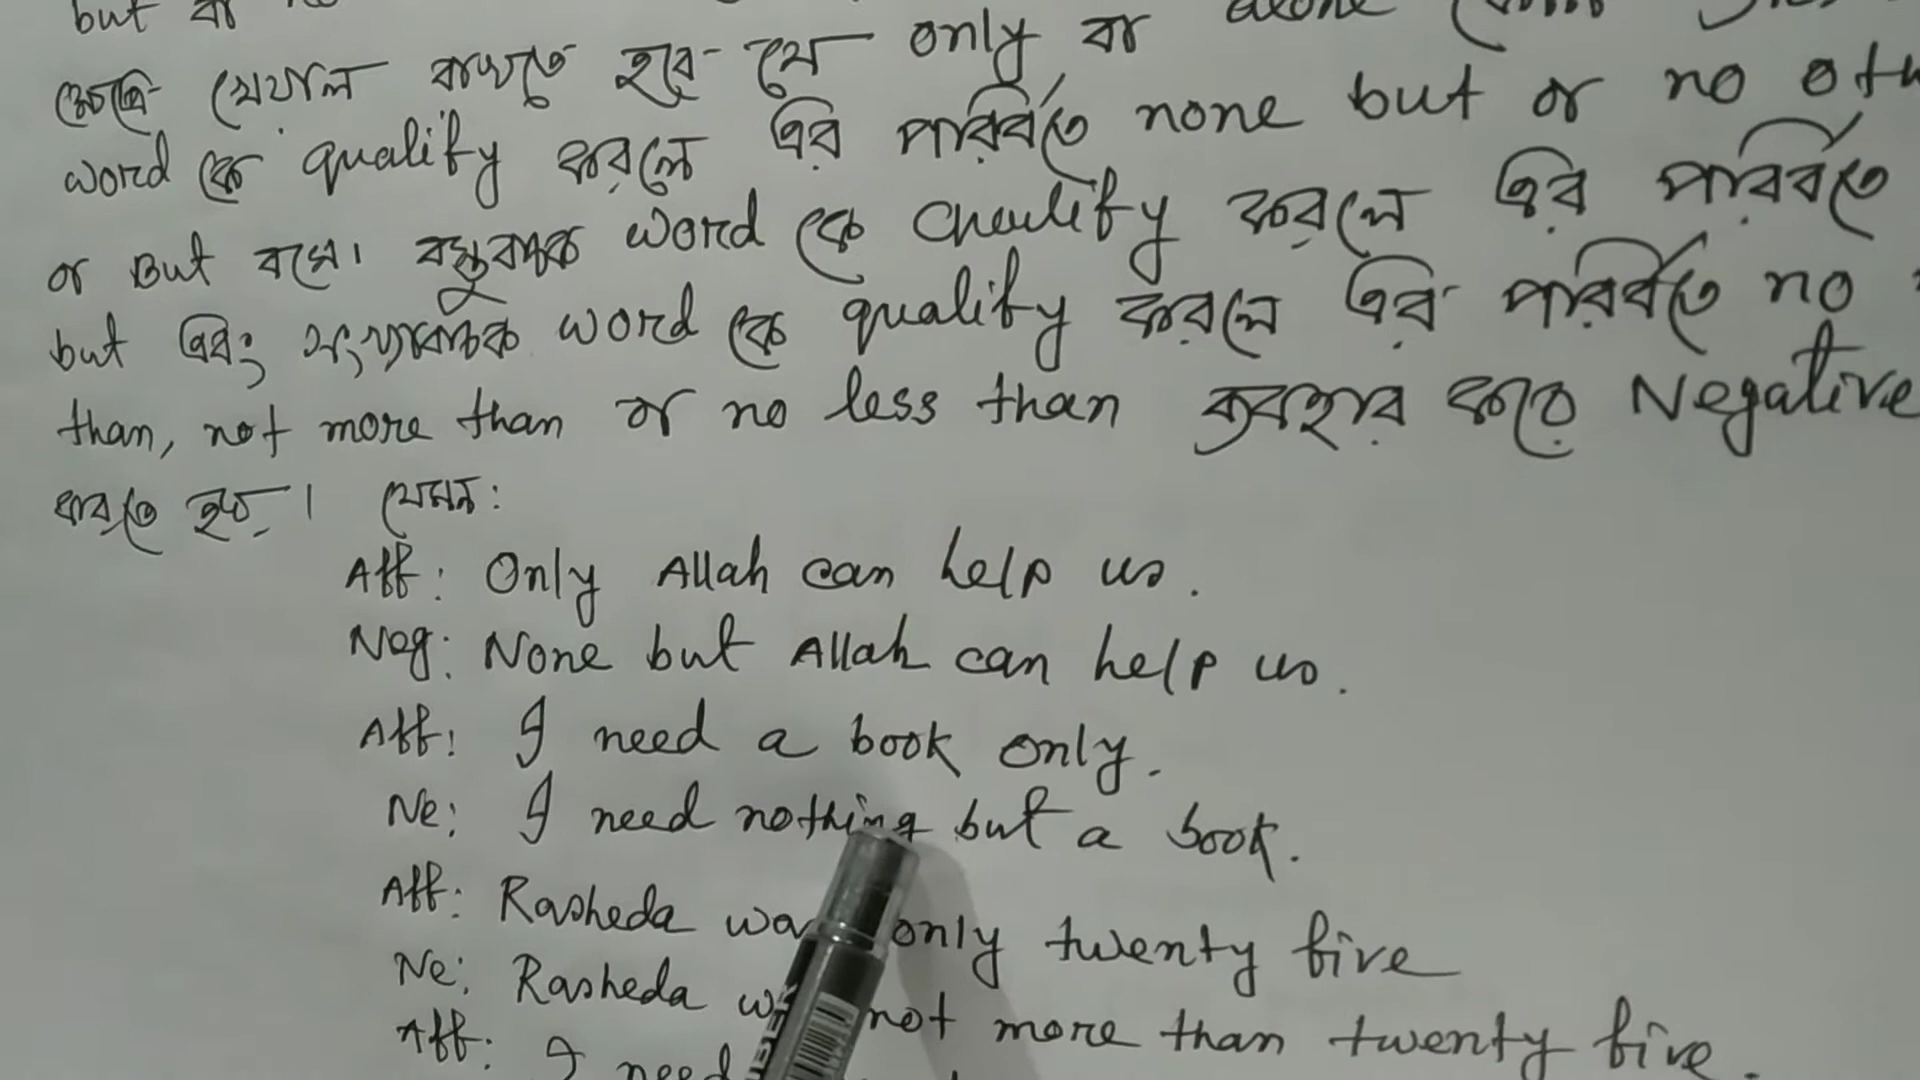 but বা
ক্ষেত্রে খেয়াল রাখতে হবে যে only বা alone
word কে qualify করলে এর পরিবর্তে none but or no oth
or But বসে। বস্তুবাচক word কে qualify করলে এর পরিবর্তে
but এবং সংখ্যাবাচক word কে qualify করলে এর পরিবর্তে no
than, not more than or no less than ব্যবহার করে Negative
করতে হয়। যেমন:
Aff: Only Allah can help us.
Neg: None but Allah can help us.
Aff: I need a book only.
Ne: I need nothing but a book.
Aff: Rasheda was only twenty five
Ne: Rasheda w not more than twenty five.
Aff: I need